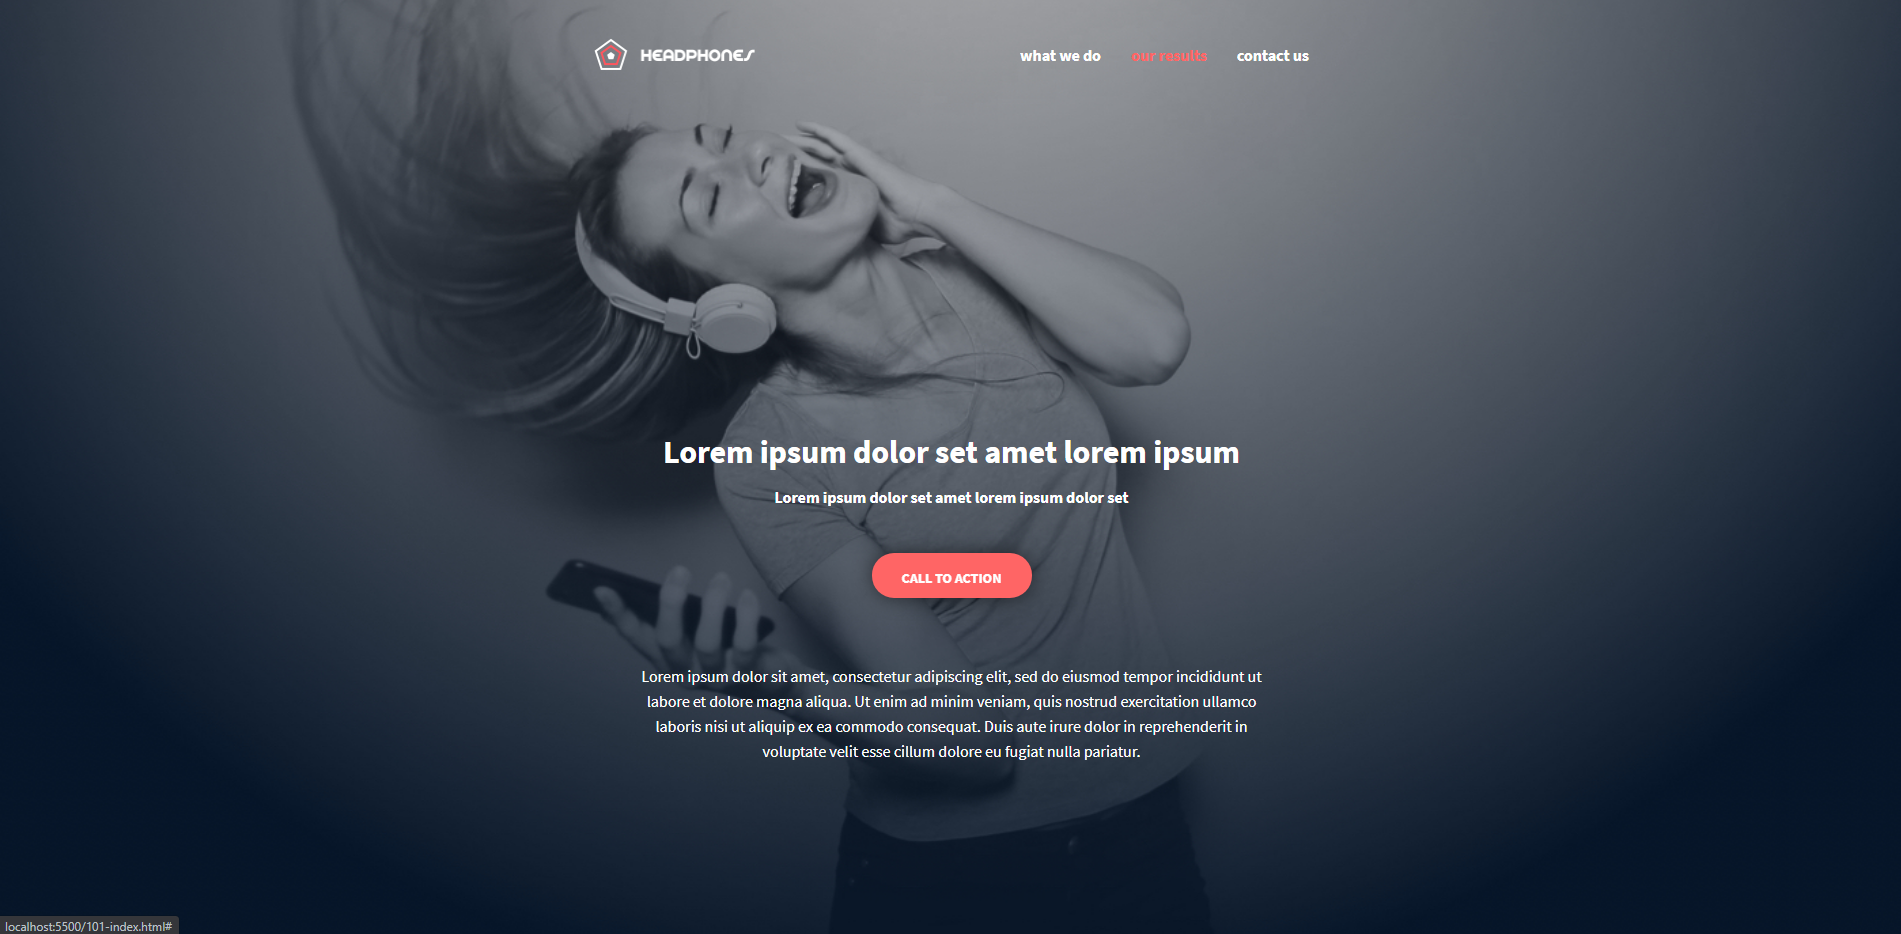 HEADPHONES
what we do our results contact us
Lorem ipsum dolor set amet lorem ipsum
Lorem ipsum dolor set amet lorem ipsum dolor set
CALL TO ACTION
Lorem ipsum dolor sit amet, consectetur adipiscing elit, sed do eiusmod tempor incididunt ut
labore et dolore magna aliqua. Ut enim ad minim veniam, quis nostrud exercitation ullamco
laboris nisi ut aliquip ex ea commodo consequat. Duis aute irure dolor in reprehenderit in
voluptate velit esse cillum dolore eu fugiat nulla pariatur.
localhost:5500/101-index.html#